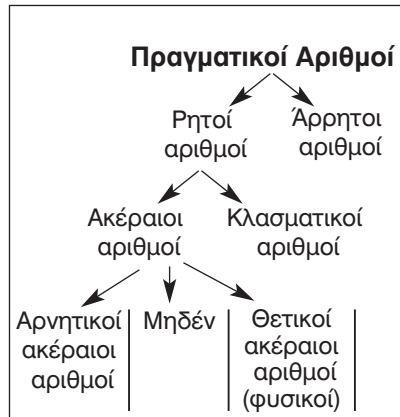 Πραγματικοί Αριθμοί
Ρητοί Άρρητοι
αριθμοί αριθμοί
Ακέραιοι Κλασματικοί
αριθμοί αριθμοί
Αρνητικοί Μηδέν Θετικοί
ακέραιοι ακέραιοι
αριθμοί αριθμοί
(φυσικοί)